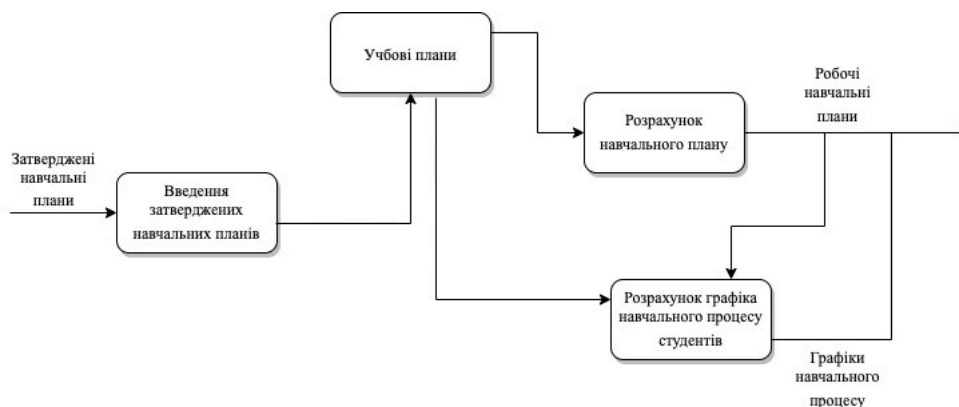 Учбові плани
Робочі
навчальні
плани
Розрахунок
навчального плану
Затверджені
навчальні
плани
Введення
затверджених
навчальних планів
Розрахунок графіка
навчального процесу
студентів
Графіки
навчального
процесу